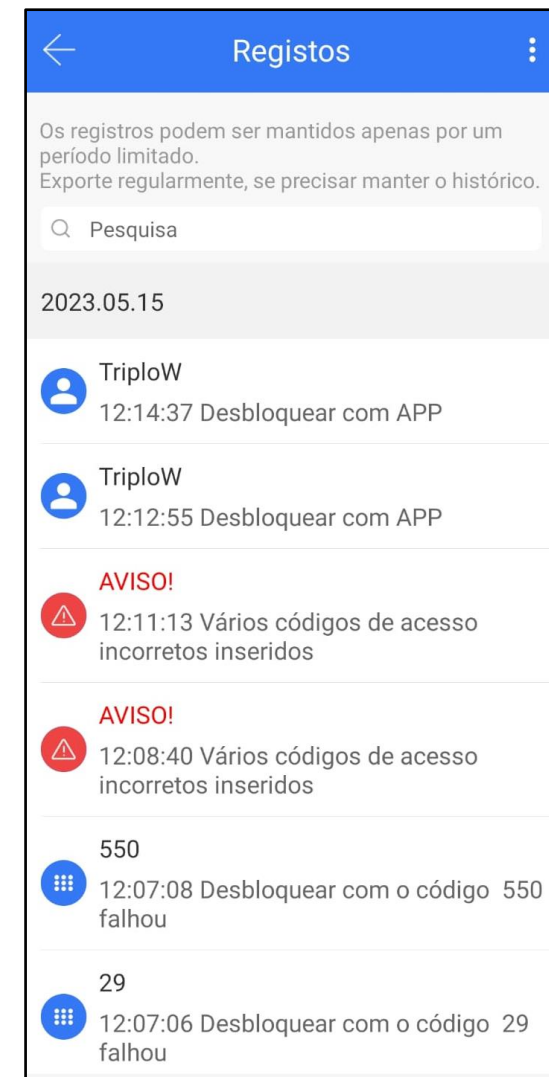 Registos
Os registros podem ser mantidos apenas por um
período limitado.
Exporte regularmente, se precisar manter o histórico.
Pesquisa
2023.05.15
TriploW
12:14:37 Desbloquear com APP
TriploW
12:12:55 Desbloquear com APP
AVISO!
12:11:13 Vários códigos de acesso
incorretos inseridos
AVISO!
12:08:40 Vários códigos de acesso
incorretos inseridos
550
12:07:08 Desbloquear com o código  550
falhou
29
12:07:06 Desbloquear com o código  29
falhou